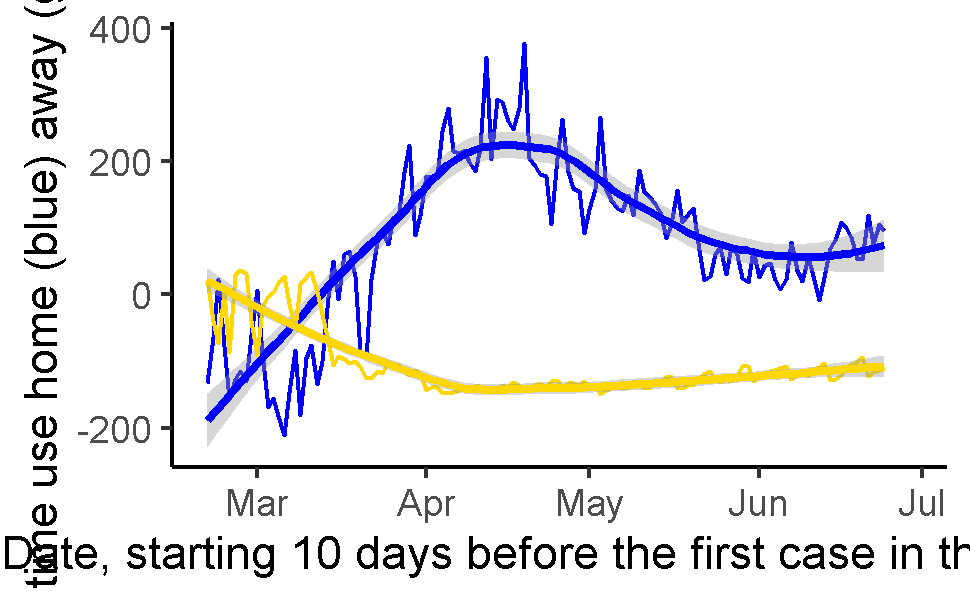 time use home (blue) away (
400
200
0
-200
Mar Apr May Jun Jul
Date, starting 10 days before the first case in th